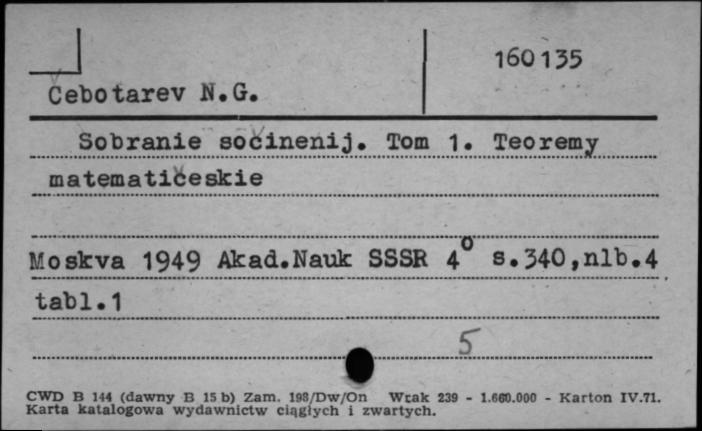 160135
Čebotarev N.G.
Sobranie sočinenij. Tom 1. Teoremy
matematičeskie
Moskva 1949 Akad.Nauk SSSR 4° s.340,nlb.4
tabl.1
5
CWD B 144 (dawny B 15 b) Zam. 198/Dw/On Wrak 239 - 1.660.000 - Karton IV.71.
Karta katalogowa wydawnictw ciągłych i zwartych.